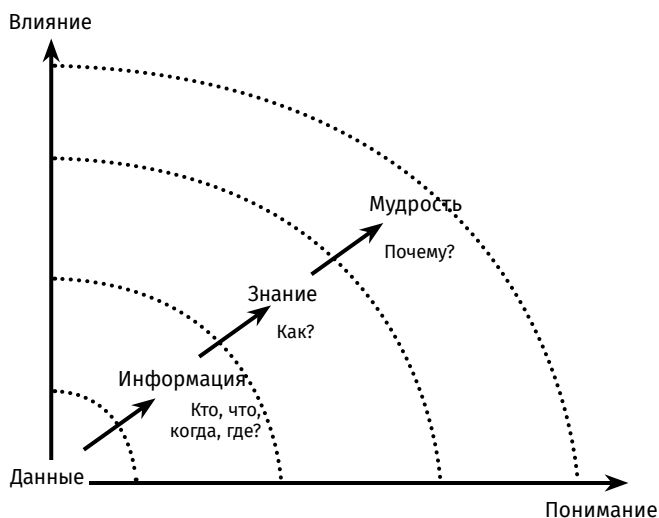 Влияние
Мудрость
Почему?
Знание
Как?
Информация
Кто, что,
когда, где?
Данные
Понимание